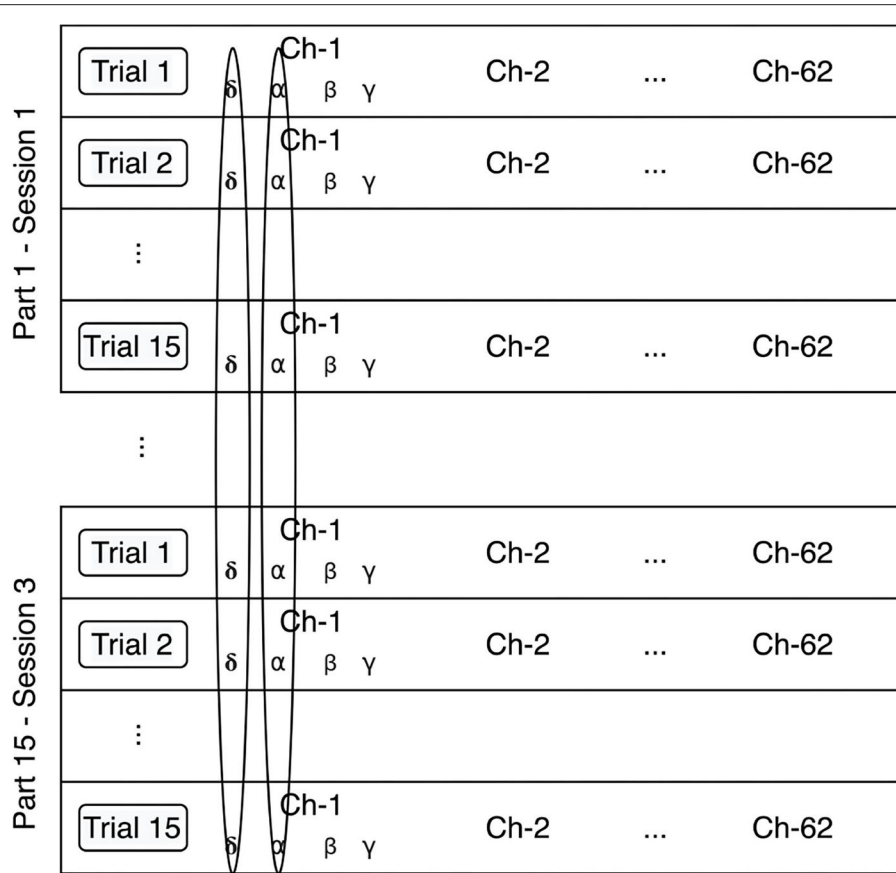 Part 1 - Session 1
Trial 1 Ch-1 Ch-2 ... Ch-62
δ α β γ
Trial 2 Ch-1 Ch-2 ... Ch-62
δ α β γ
⋮
Trial 15 Ch-1 Ch-2 ... Ch-62
δ α β γ
⋮
Part 15 - Session 3
Trial 1 Ch-1 Ch-2 ... Ch-62
δ α β γ
Trial 2 Ch-1 Ch-2 ... Ch-62
δ α β γ
⋮
Trial 15 Ch-1 Ch-2 ... Ch-62
δ α β γ